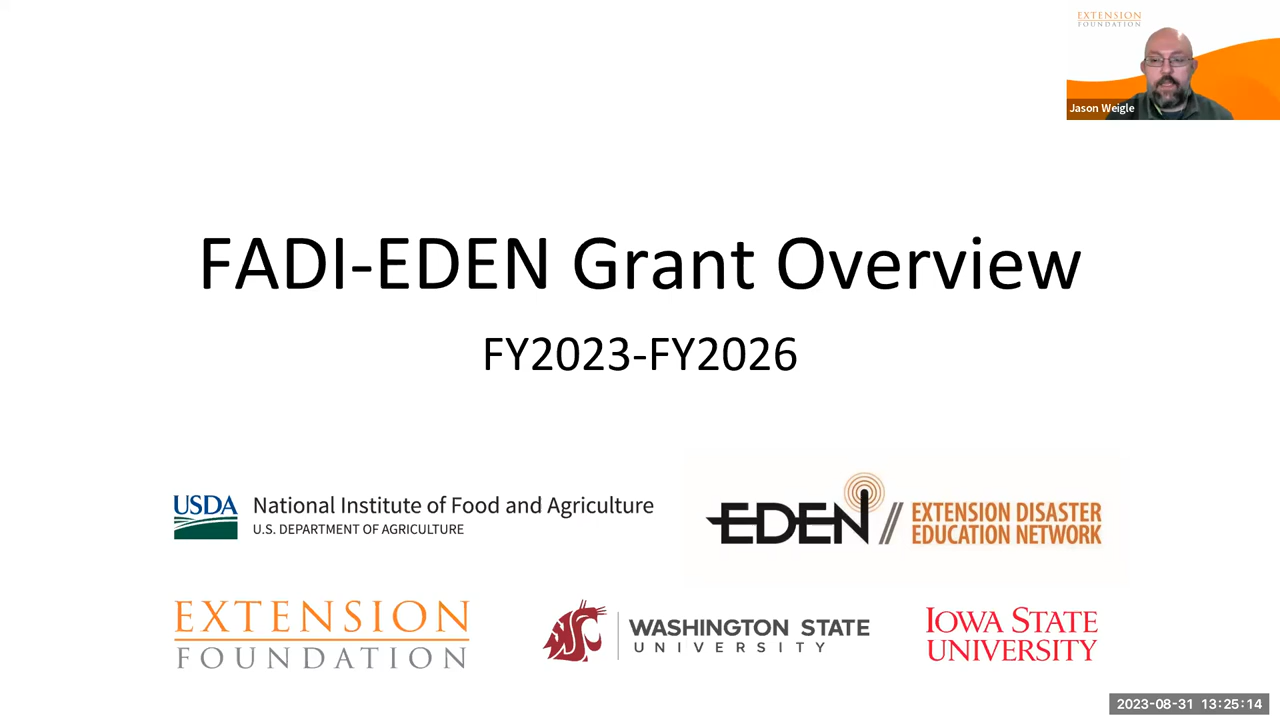 EXTENSION
FOUNDATION
Jason Weigle
FADI-EDEN Grant Overview
FY2023-FY2026
USDA
National Institute of Food and Agriculture
U.S. DEPARTMENT OF AGRICULTURE
EDEN
EXTENSION DISASTER
EDUCATION NETWORK
EXTENSION
FOUNDATION
WASHINGTON STATE
UNIVERSITY
IOWA STATE
UNIVERSITY
2023-08-31 13:25:14